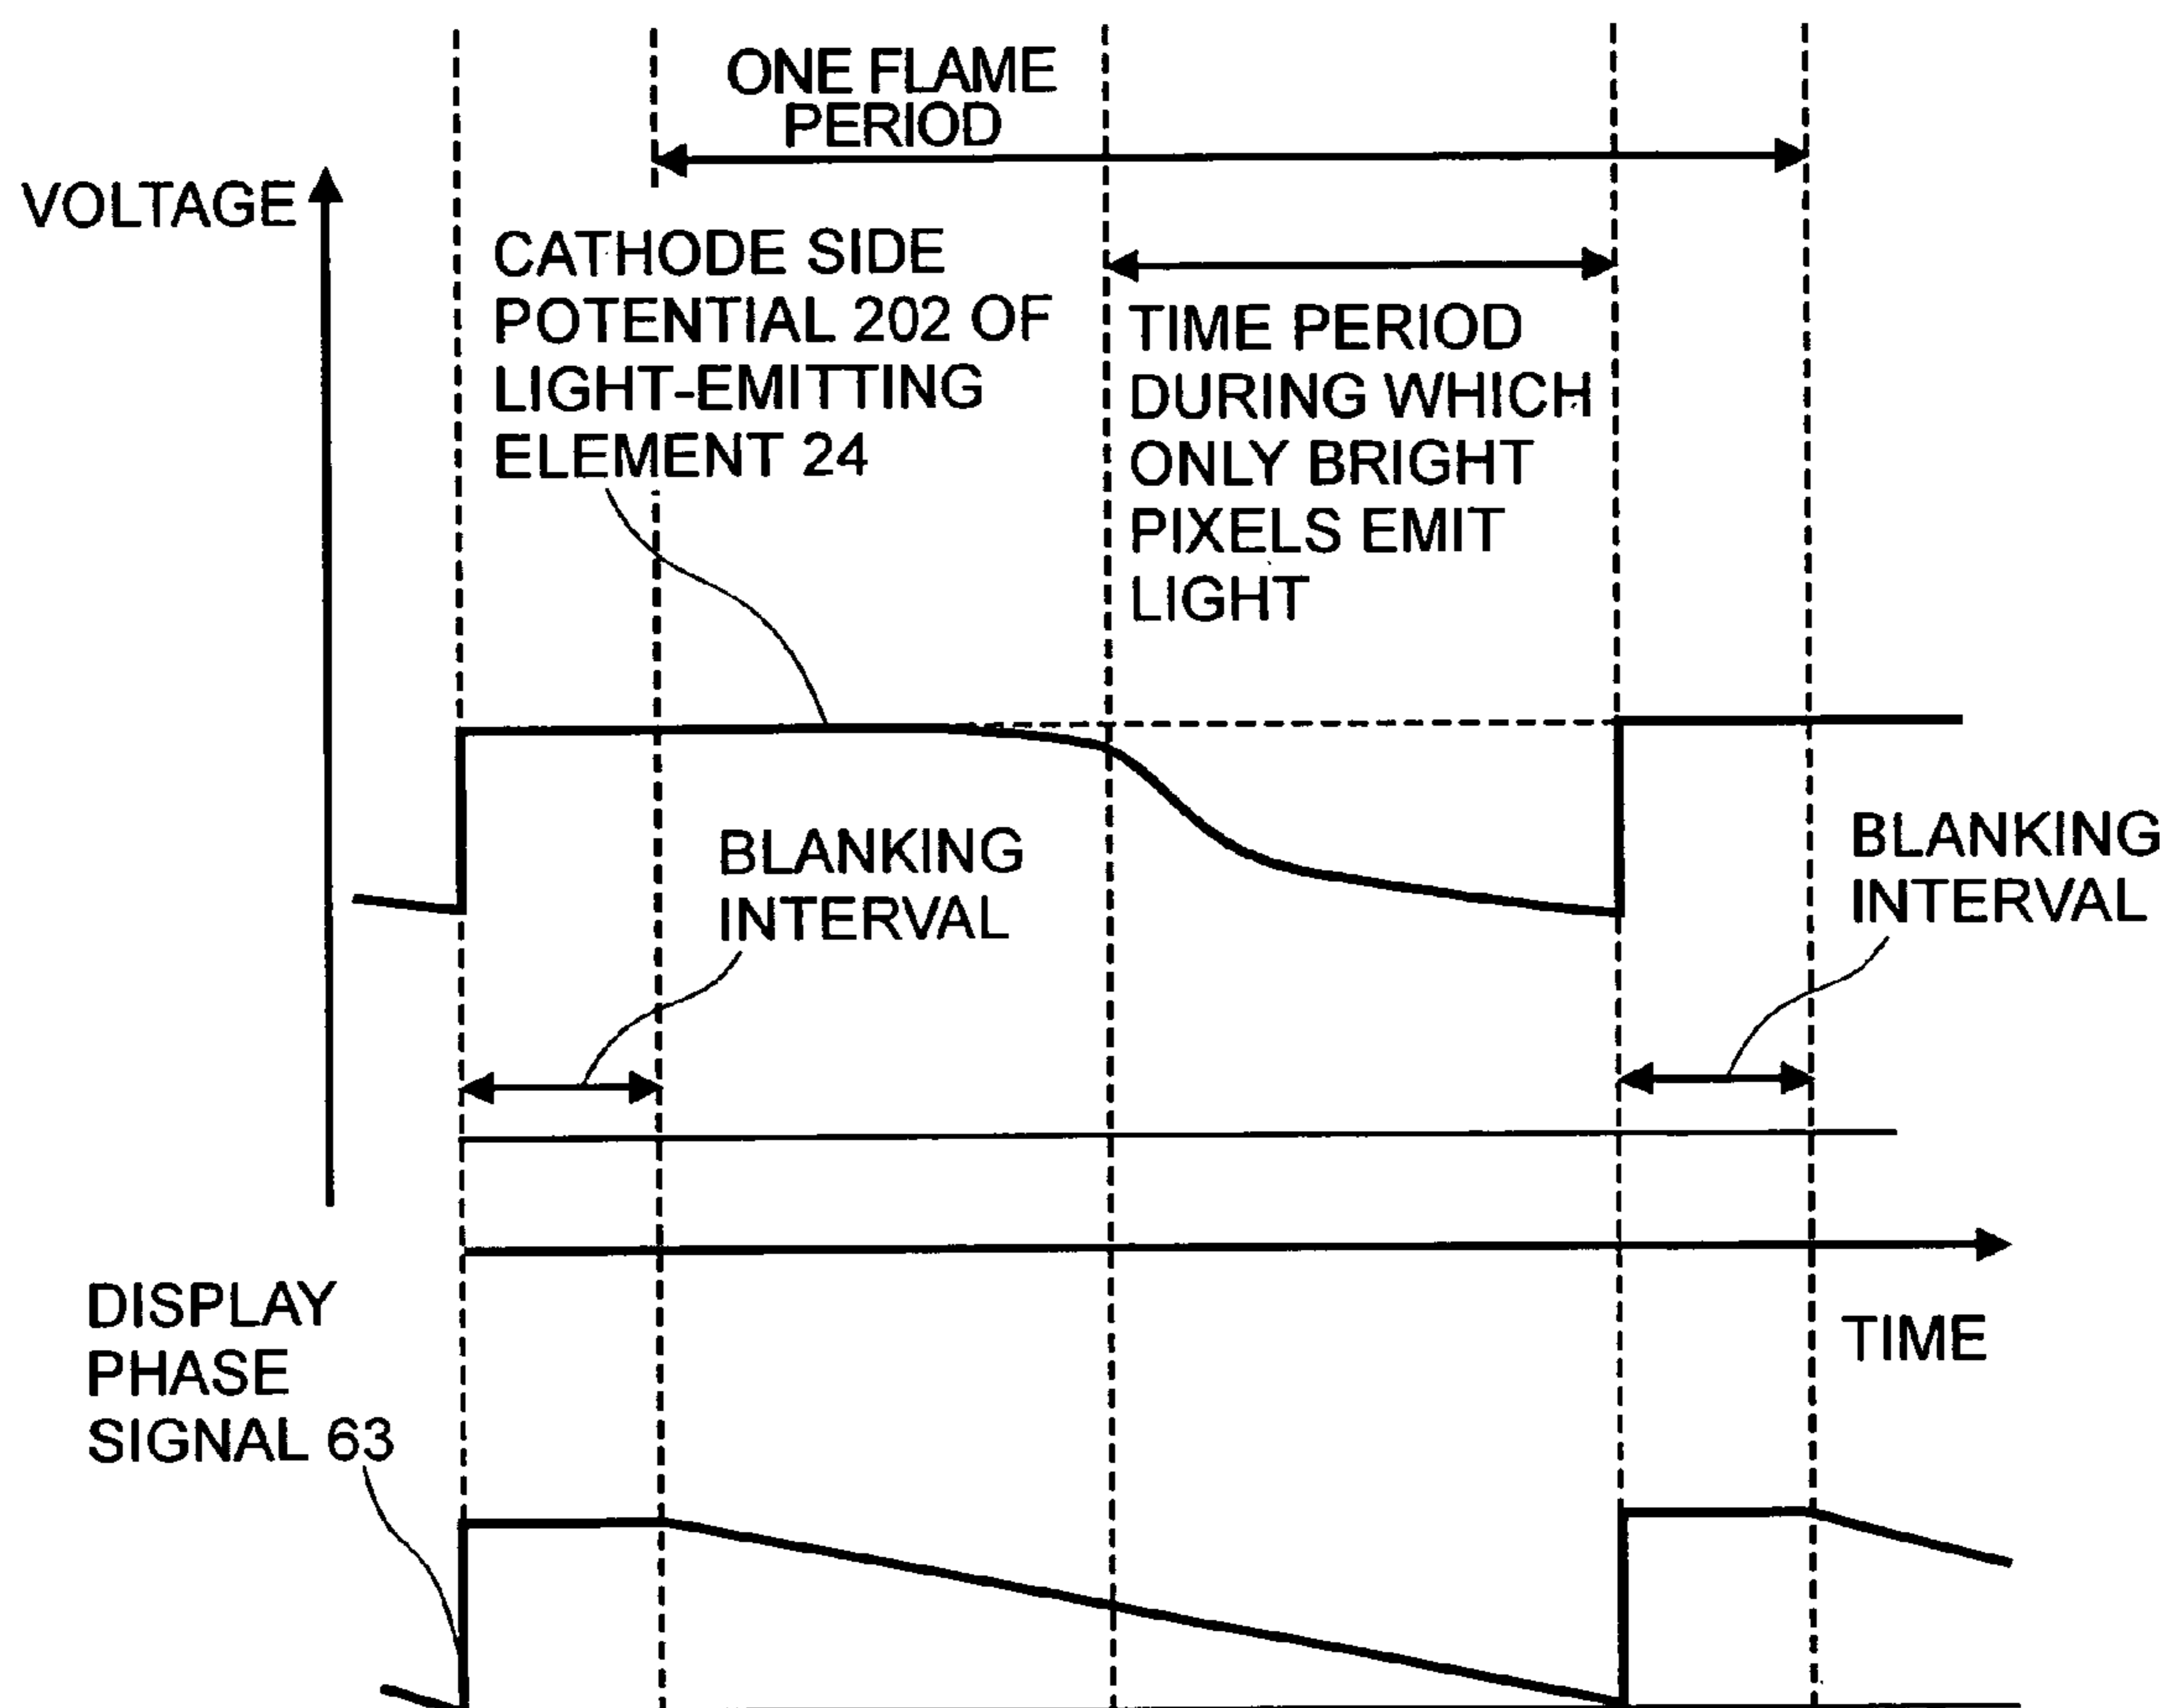 ONE FLAME
PERIOD
VOLTAGE
CATHODE SIDE
POTENTIAL 202 OF
LIGHT-EMITTING
ELEMENT 24
TIME PERIOD
DURING WHICH
ONLY BRIGHT
PIXELS EMIT
LIGHT
BLANKING
INTERVAL
BLANKING
INTERVAL
DISPLAY
PHASE
SIGNAL 63
TIME